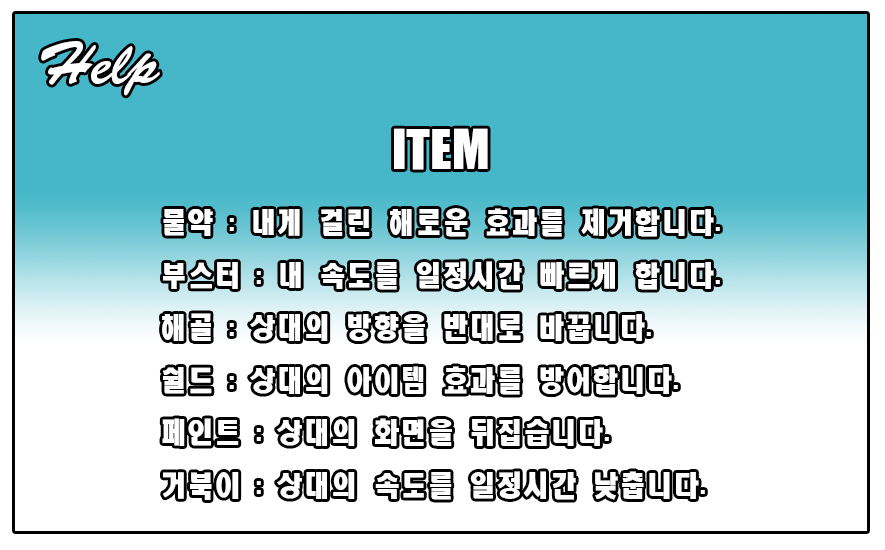 Help
ITEM
물약 : 내게 걸린 해로운 효과를 제거합니다.
부스터 : 내 속도를 일정시간 빠르게 합니다.
해골 : 상대의 방향을 반대로 바꿉니다.
쉴드 : 상대의 아이템 효과를 방어합니다.
페인트 : 상대의 화면을 뒤집습니다.
거북이 : 상대의 속도를 일정시간 낮춥니다.